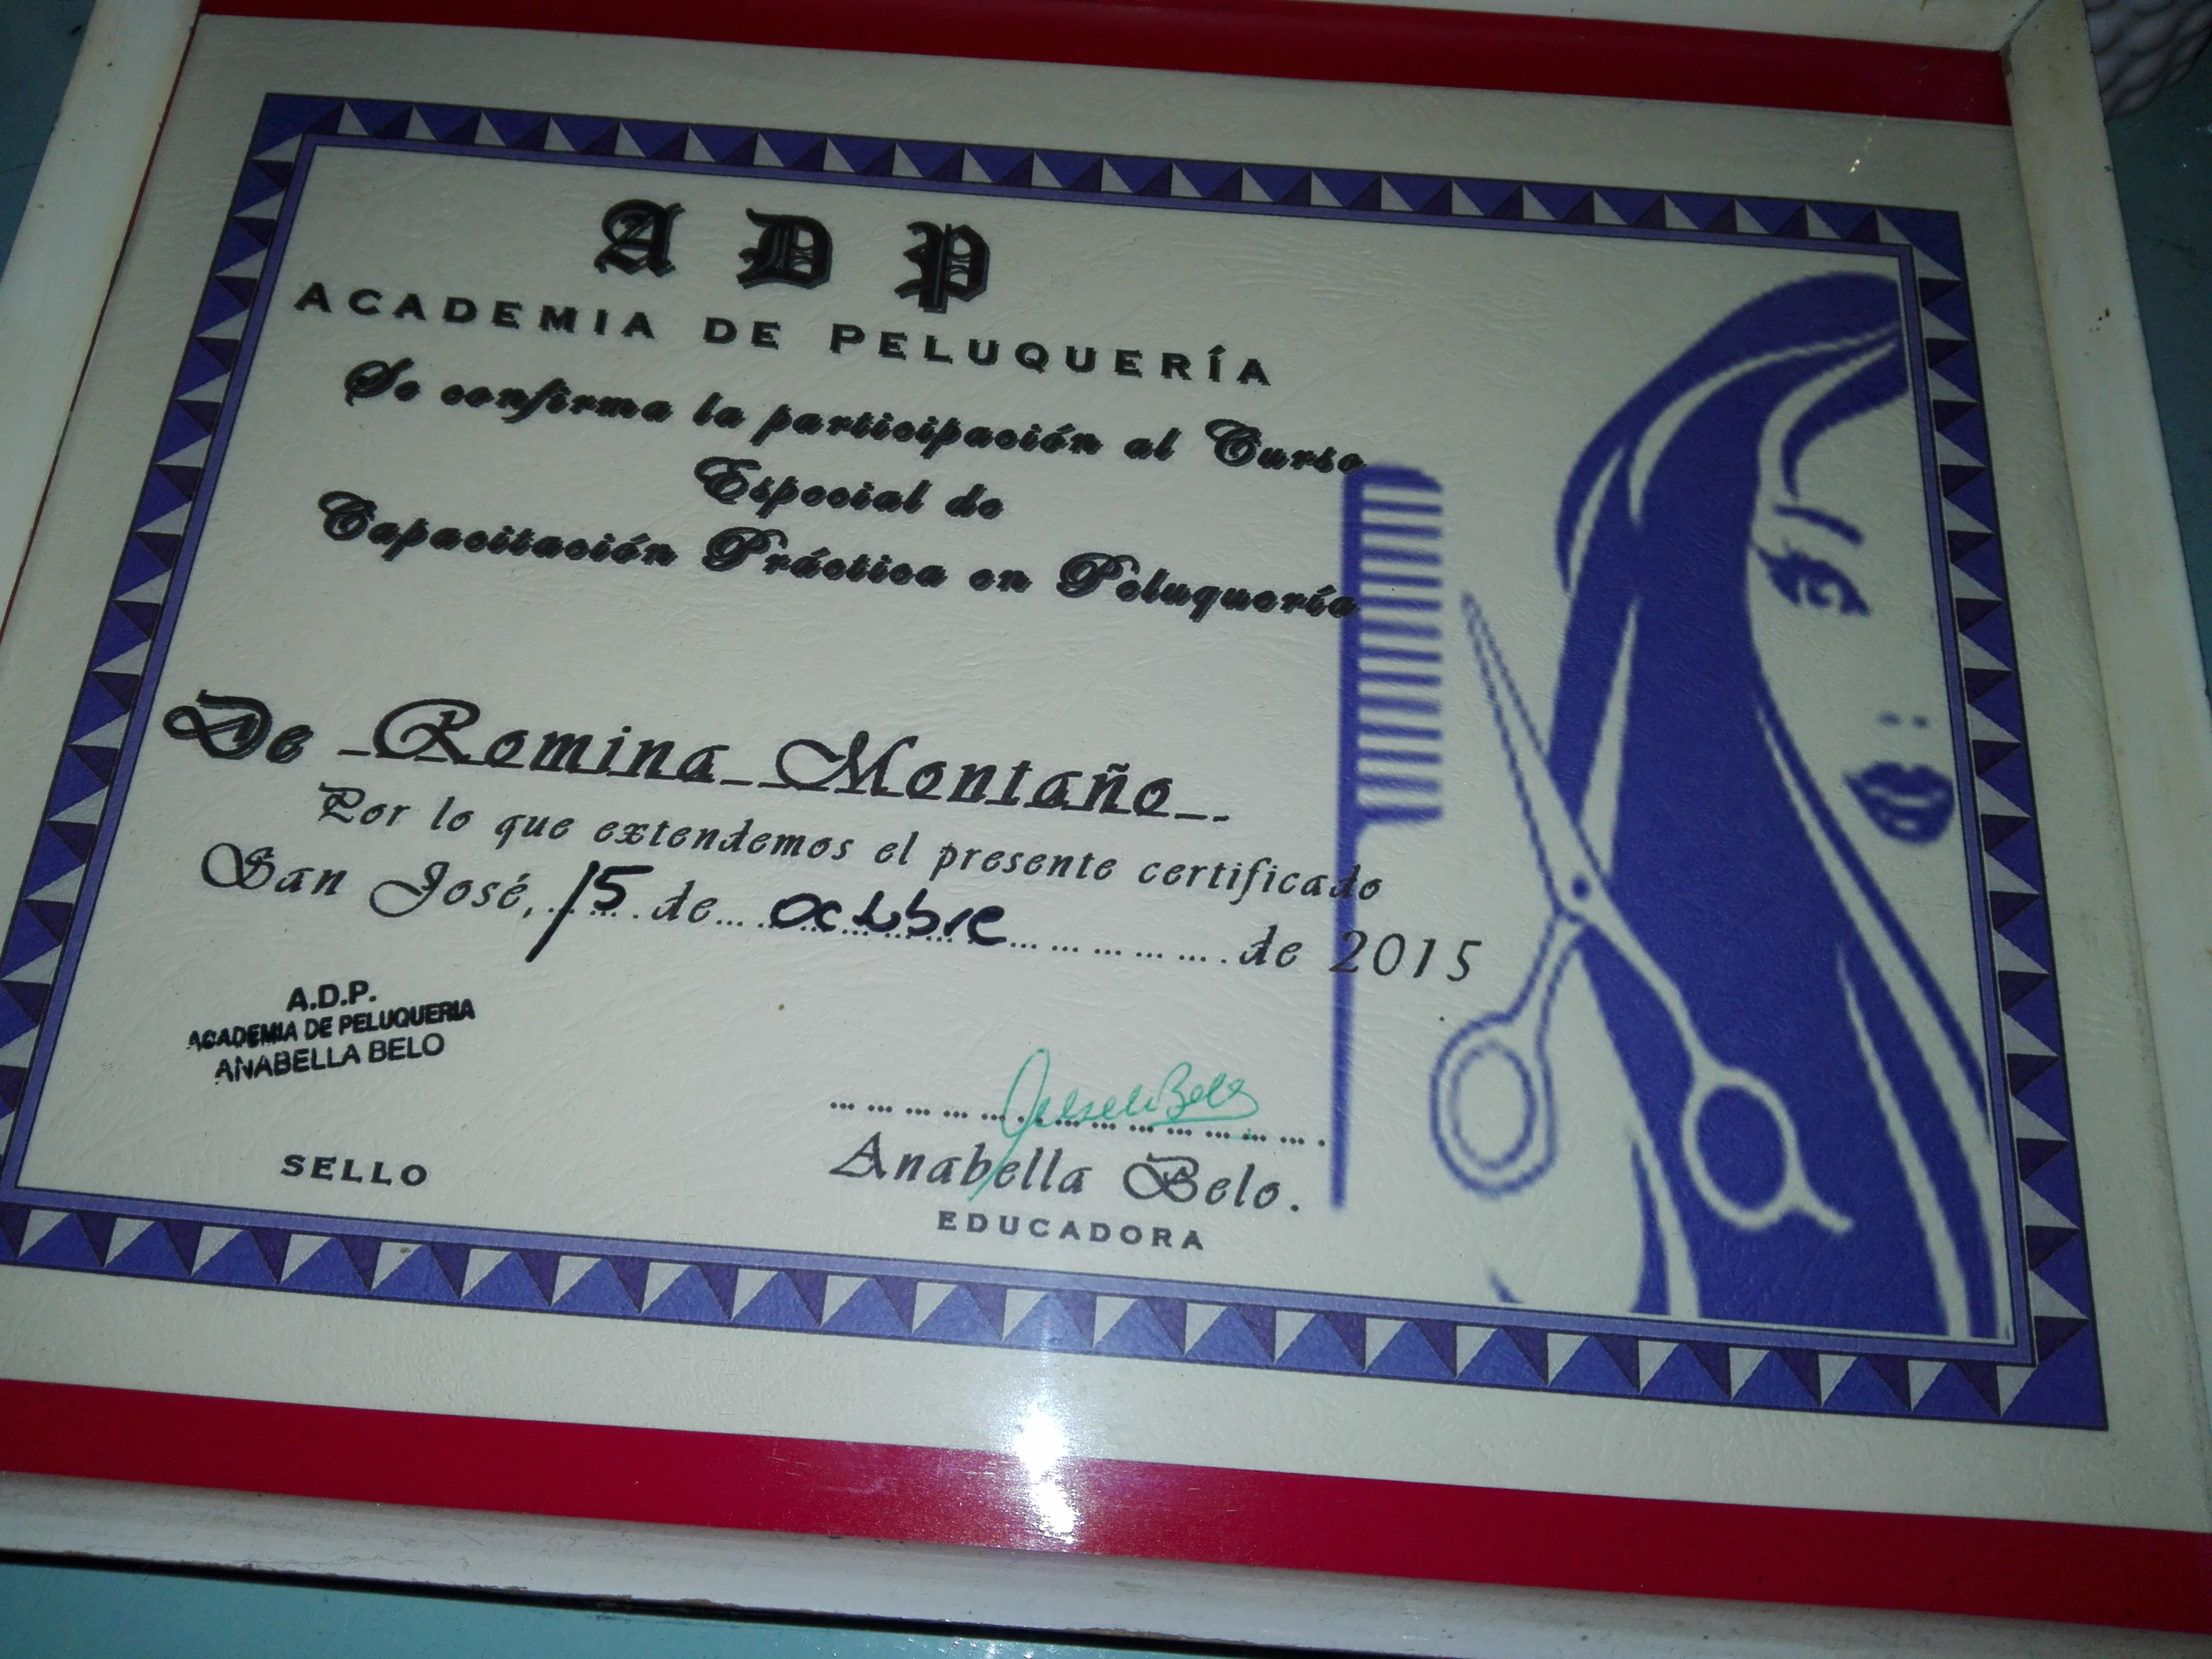 A D P
ACADEMIA DE PELUQUERÍA
Se confirma la participación al Curso
Especial de
Capacitación Práctica en Peluquería
De Romina Montaño
Por lo que extendemos el presente certificado
San José, 15 de octubre de 2015
A.D.P.
ACADEMIA DE PELUQUERIA
ANABELLA BELO
SELLO
Anabella Belo.
EDUCADORA